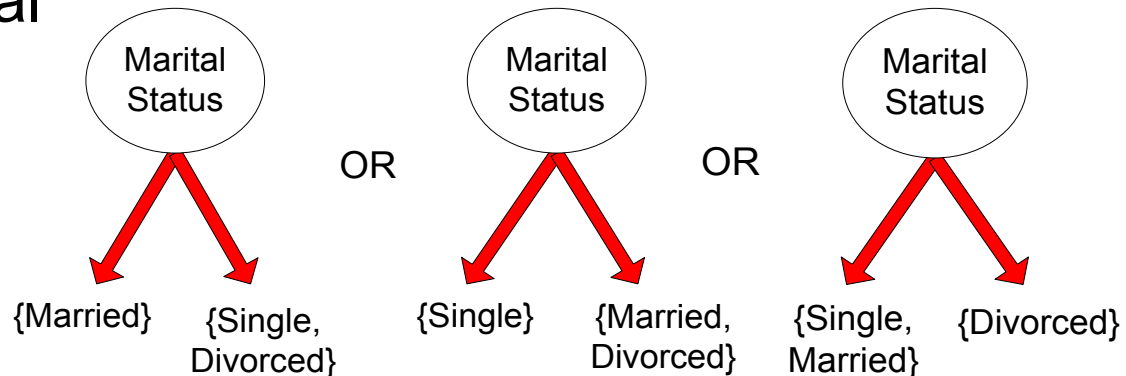 Marital
Status
OR
Marital
Status
OR
Marital
Status
{Married}
{Single,
Divorced}
{Single}
{Married,
Divorced}
{Single,
Married}
{Divorced}